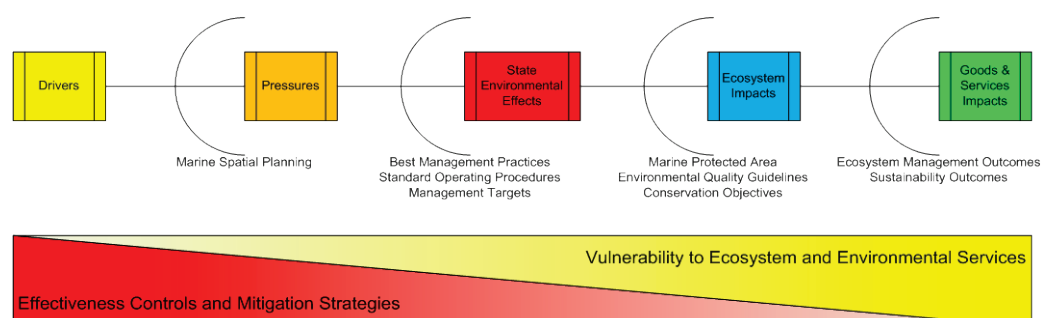 Drivers
Pressures
State
Environmental
Effects
Ecosystem
Impacts
Goods &
Services
Impacts
Marine Spatial Planning
Best Management Practices
Standard Operating Procedures
Management Targets
Marine Protected Area
Environmental Quality Guidelines
Conservation Objectives
Ecosystem Management Outcomes
Sustainability Outcomes
Vulnerability to Ecosystem and Environmental Services
Effectiveness Controls and Mitigation Strategies